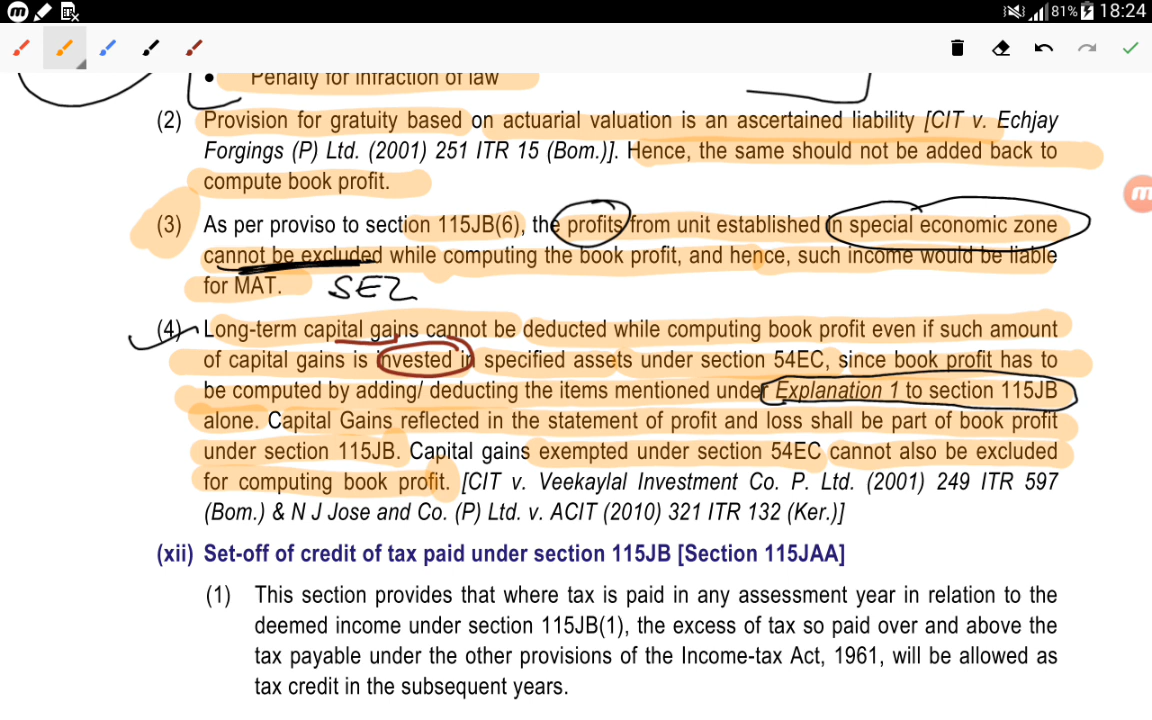 81% 18:24
• Penalty for infraction of law
(2) Provision for gratuity based on actuarial valuation is an ascertained liability [CIT v. Echjay
Forgings (P) Ltd. (2001) 251 ITR 15 (Bom.)]. Hence, the same should not be added back to
compute book profit.
(3) As per proviso to section 115JB(6), the profits from unit established in special economic zone
cannot be excluded while computing the book profit, and hence, such income would be liable
for MAT. SEZ
(4) Long-term capital gains cannot be deducted while computing book profit even if such amount
of capital gains is invested in specified assets under section 54EC, since book profit has to
be computed by adding/ deducting the items mentioned under Explanation 1 to section 115JB
alone. Capital Gains reflected in the statement of profit and loss shall be part of book profit
under section 115JB. Capital gains exempted under section 54EC cannot also be excluded
for computing book profit. [CIT v. Veekaylal Investment Co. P. Ltd. (2001) 249 ITR 597
(Bom.) & N J Jose and Co. (P) Ltd. v. ACIT (2010) 321 ITR 132 (Ker.)]
(xii) Set-off of credit of tax paid under section 115JB [Section 115JAA]
(1) This section provides that where tax is paid in any assessment year in relation to the
deemed income under section 115JB(1), the excess of tax so paid over and above the
tax payable under the other provisions of the Income-tax Act, 1961, will be allowed as
tax credit in the subsequent years.